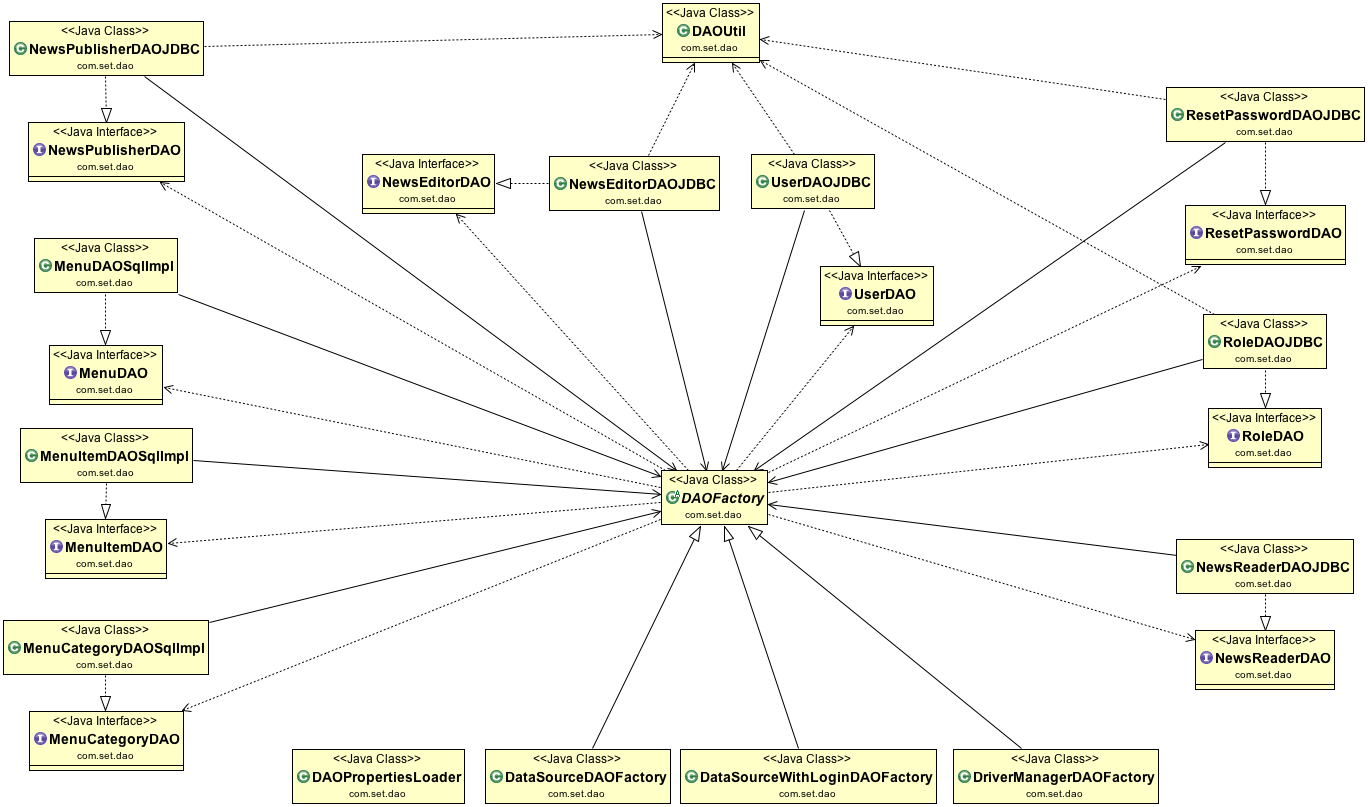 <<Java Class>>
NewsPublisherDAOJDBC
com.set.dao
<<Java Class>>
DAOUtil
com.set.dao
<<Java Class>>
ResetPasswordDAOJDBC
com.set.dao
<<Java Interface>>
NewsPublisherDAO
com.set.dao
<<Java Interface>>
NewsEditorDAO
com.set.dao
<<Java Class>>
NewsEditorDAOJDBC
com.set.dao
<<Java Class>>
UserDAOJDBC
com.set.dao
<<Java Interface>>
ResetPasswordDAO
com.set.dao
<<Java Class>>
MenuDAOSqlImpl
com.set.dao
<<Java Interface>>
UserDAO
com.set.dao
<<Java Class>>
RoleDAOJDBC
com.set.dao
<<Java Interface>>
MenuDAO
com.set.dao
<<Java Interface>>
RoleDAO
com.set.dao
<<Java Class>>
MenuItemDAOSqlImpl
com.set.dao
<<Java Class>>
DAOFactory
com.set.dao
<<Java Interface>>
MenuItemDAO
com.set.dao
<<Java Class>>
NewsReaderDAOJDBC
com.set.dao
<<Java Class>>
MenuCategoryDAOSqlImpl
com.set.dao
<<Java Interface>>
NewsReaderDAO
com.set.dao
<<Java Interface>>
MenuCategoryDAO
com.set.dao
<<Java Class>>
DAOPropertiesLoader
com.set.dao
<<Java Class>>
DataSourceDAOFactory
com.set.dao
<<Java Class>>
DataSourceWithLoginDAOFactory
com.set.dao
<<Java Class>>
DriverManagerDAOFactory
com.set.dao